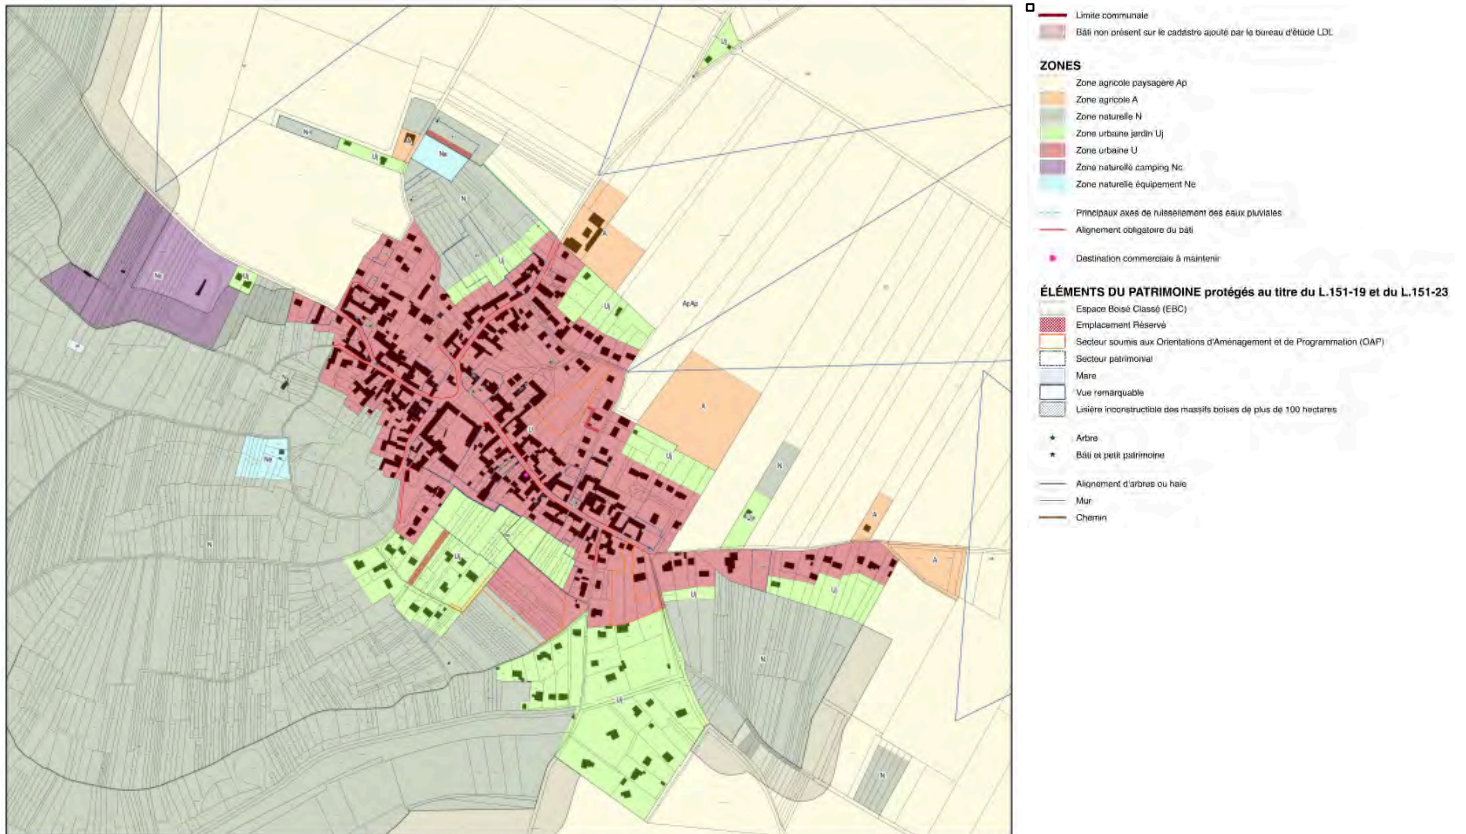 Limite communale
Bâti non présent sur le cadastre ajouté par le bureau d'étude LDL
ZONES
Zone agricole paysagère Ap
Zone agricole A
Zone naturelle N
Zone urbaine jardin Uj
Zone urbaine U
Zone naturelle camping Nc
Zone naturelle équipement Ne
Principaux axes de ruissellement des eaux pluviales
Alignement obligatoire du bâti
Destination commerciale à maintenir
ÉLÉMENTS DU PATRIMOINE protégés au titre du L.151-19 et du L.151-23
Espace Boisé Classé (EBC)
Emplacement Réservé
Secteur soumis aux Orientations d'Aménagement et de Programmation (OAP)
Secteur patrimonial
Mare
Vue remarquable
Lisière inconstructible des massifs boisés de plus de 100 hectares
Arbre
Bâti et petit patrimoine
Alignement d'arbres ou haie
Mur
Chemin
Uj
Uj
Ne
N
A
Uj
Nc
Uj
Uj
ApAp
A
U
Uj
Ne
N
A
N
Uj
A
Uj
Uj
N
Uj
N